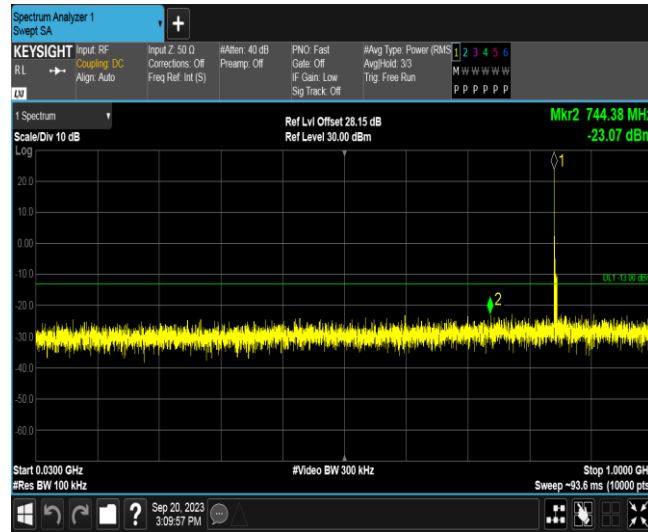 Spectrum Analyzer 1
Swept SA
+
KEYSIGHT
RL
LXI
Input: RF
Coupling: DC
Align: Auto
Input Z: 50 Ω
Corrections: Off
Freq Ref: Int (S)
#Atten: 40 dB
Preamp: Off
PNO: Fast
Gate: Off
IF Gain: Low
Sig Track: Off
#Avg Type: Power (RMS
Avg|Hold: 3/3
Trig: Free Run
1 2 3 4 5 6
M W W W W W
P P P P P P
1 Spectrum
Scale/Div 10 dB
Log
Ref Lvl Offset 28.15 dB
Ref Level 30.00 dBm
Mkr2 744.38 MHz
-23.07 dBm
1
20.0
10.0
0.00
-10.0
DL1 -13.00 dBm
2
-20.0
-30.0
-40.0
-50.0
-60.0
Start 0.0300 GHz
#Res BW 100 kHz
#Video BW 300 kHz
Stop 1.0000 GH
Sweep ~93.6 ms (10000 pts
?
Sep 20, 2023
3:09:57 PM